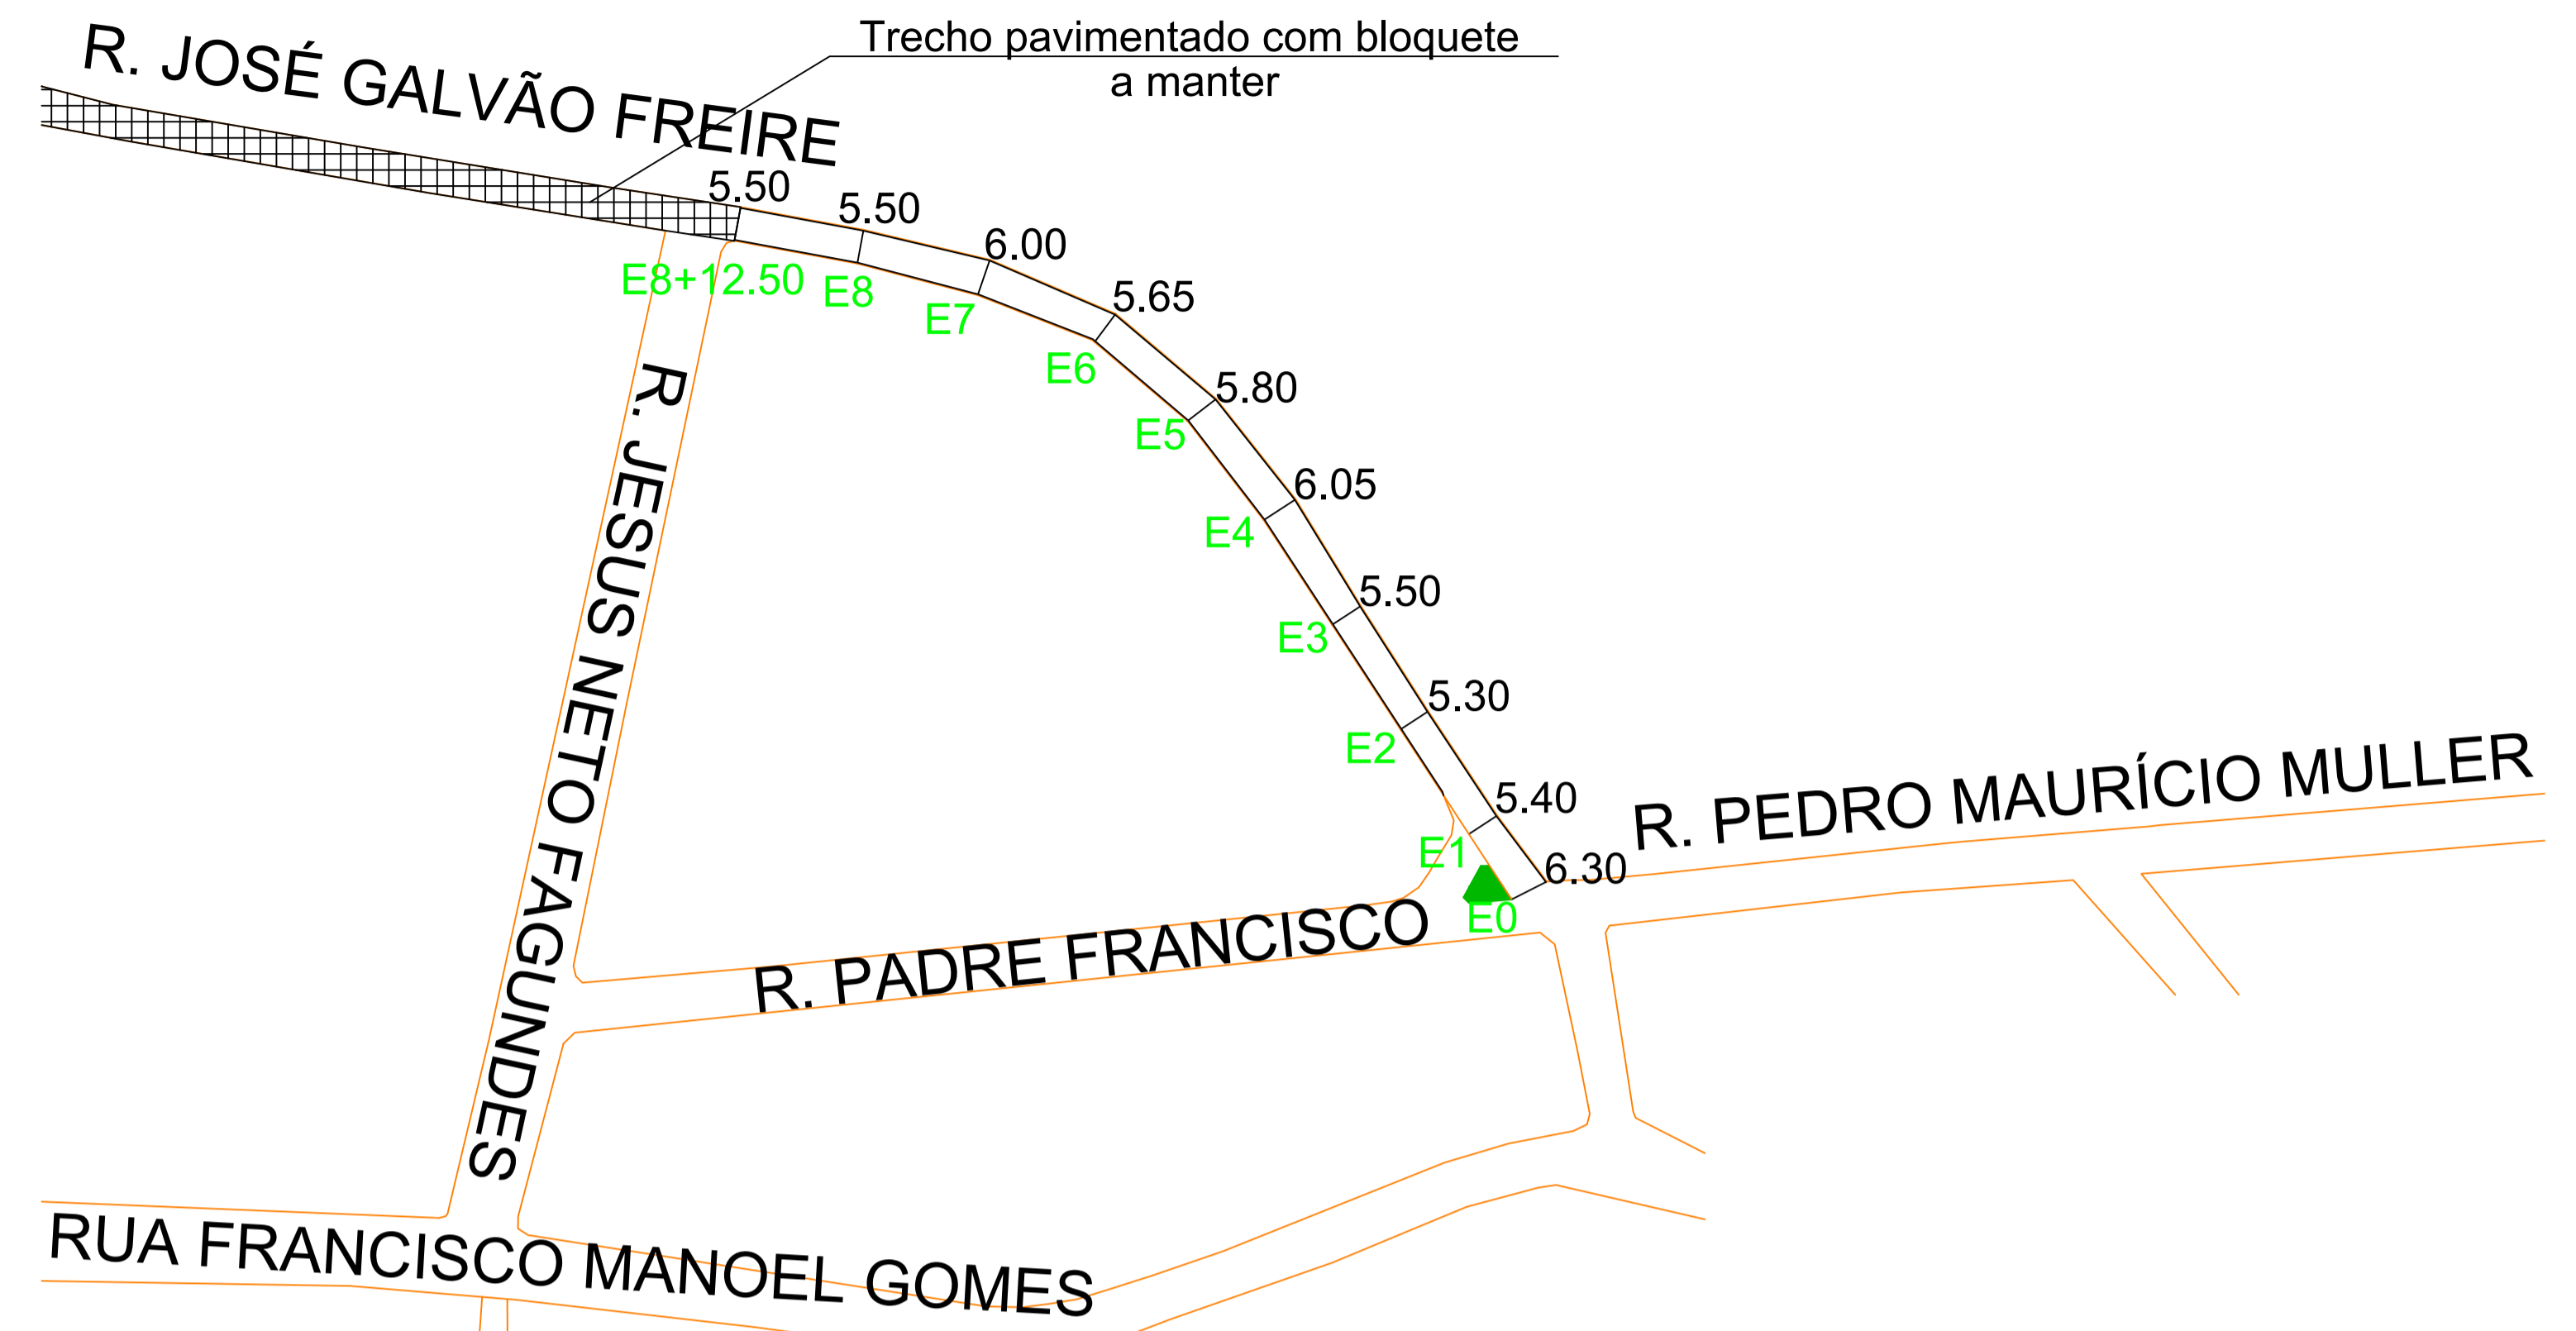 Trecho pavimentado com bloquete
a manter
R. JOSÉ GALVÃO FREIRE
5.50
5.50
6.00
5.65
5.80
6.05
5.50
5.30
5.40
6.30
E8+12.50
E8
E7
E6
E5
E4
E3
E2
E1
E0
R. JESUS NETO FAGUNDES
R. PEDRO MAURÍCIO MULLER
R. PADRE FRANCISCO
RUA FRANCISCO MANOEL GOMES